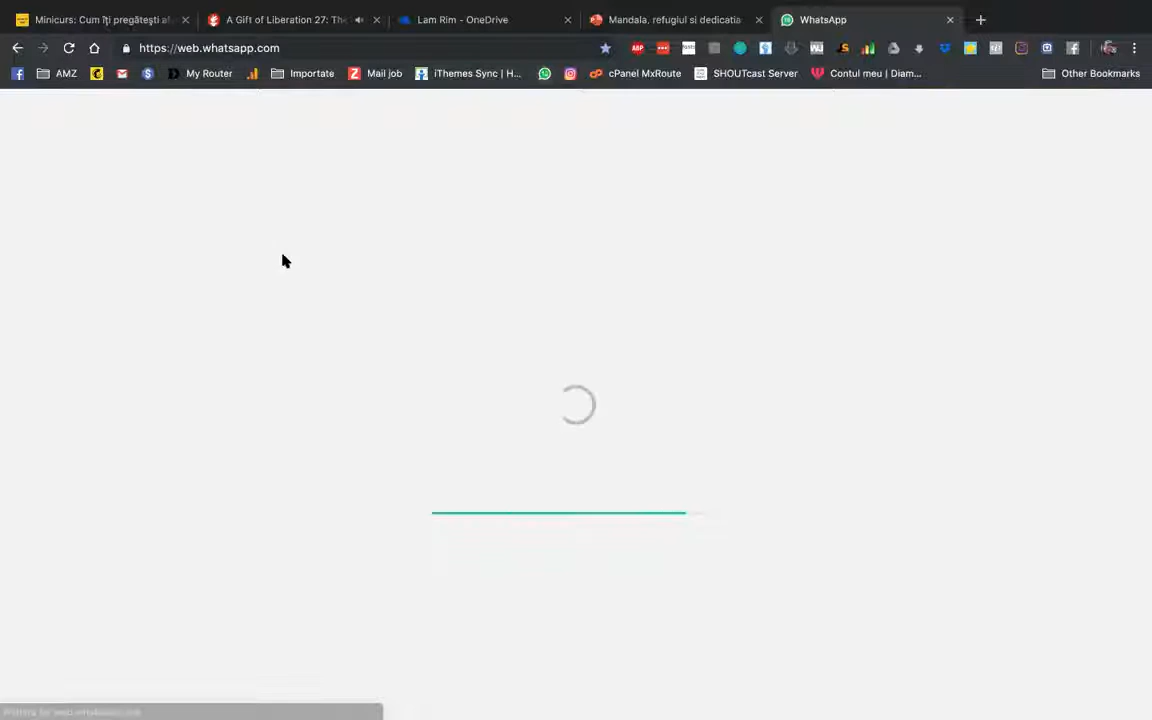 Minicurs: Cum îți pregătești al
A Gift of Liberation 27: The
Lam Rim - OneDrive
Mandala, refugiul si dedicatia
WhatsApp
https://web.whatsapp.com
ABP
AMZ
My Router
Importate
Mail job
iThemes Sync | H...
cPanel MxRoute
SHOUTcast Server
Contul meu | Diam...
Other Bookmarks